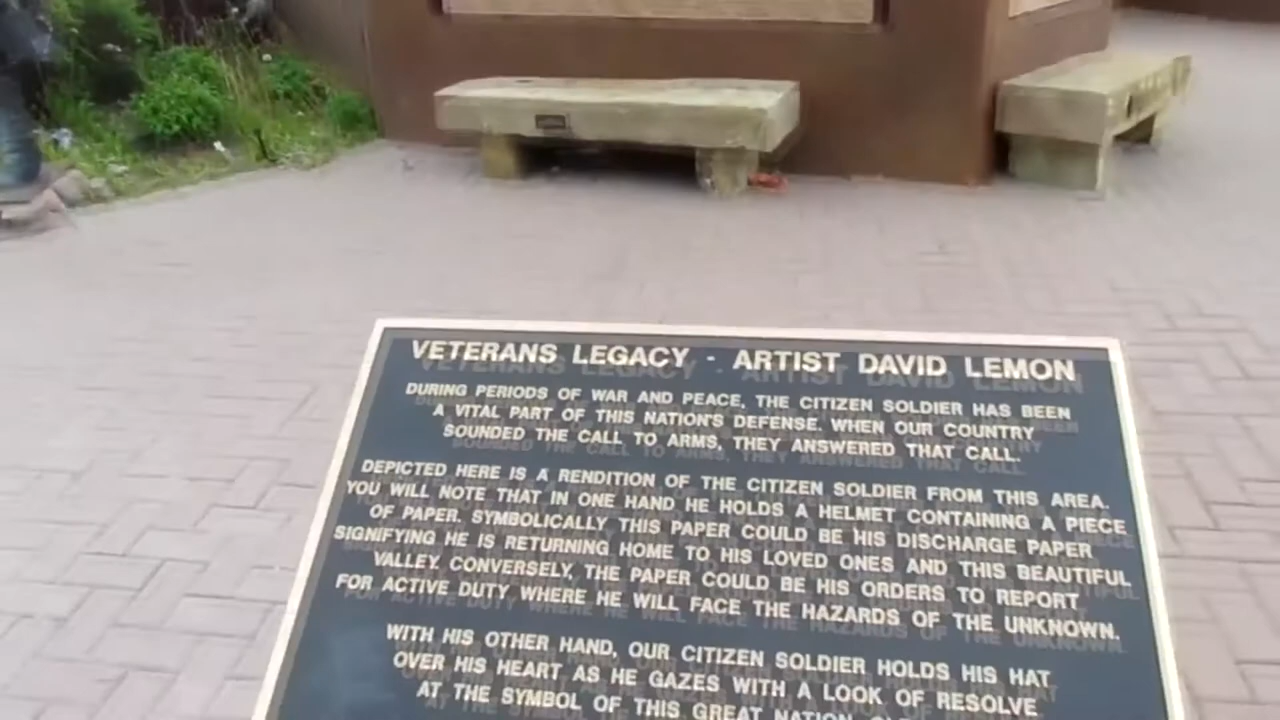 VETERANS LEGACY - ARTIST DAVID LEMON
DURING PERIODS OF WAR AND PEACE, THE CITIZEN SOLDIER HAS BEEN
A VITAL PART OF THIS NATION'S DEFENSE. WHEN OUR COUNTRY
SOUNDED THE CALL TO ARMS, THEY ANSWERED THAT CALL.
DEPICTED HERE IS A RENDITION OF THE CITIZEN SOLDIER FROM THIS AREA.
YOU WILL NOTE THAT IN ONE HAND HE HOLDS A HELMET CONTAINING A PIECE
OF PAPER. SYMBOLICALLY THIS PAPER COULD BE HIS DISCHARGE PAPER
SIGNIFYING HE IS RETURNING HOME TO HIS LOVED ONES AND THIS BEAUTIFUL
VALLEY. CONVERSELY, THE PAPER COULD BE HIS ORDERS TO REPORT
FOR ACTIVE DUTY WHERE HE WILL FACE THE HAZARDS OF THE UNKNOWN.
WITH HIS OTHER HAND, OUR CITIZEN SOLDIER HOLDS HIS HAT
OVER HIS HEART AS HE GAZES WITH A LOOK OF RESOLVE
AT THE SYMBOL OF THIS GREAT NATION